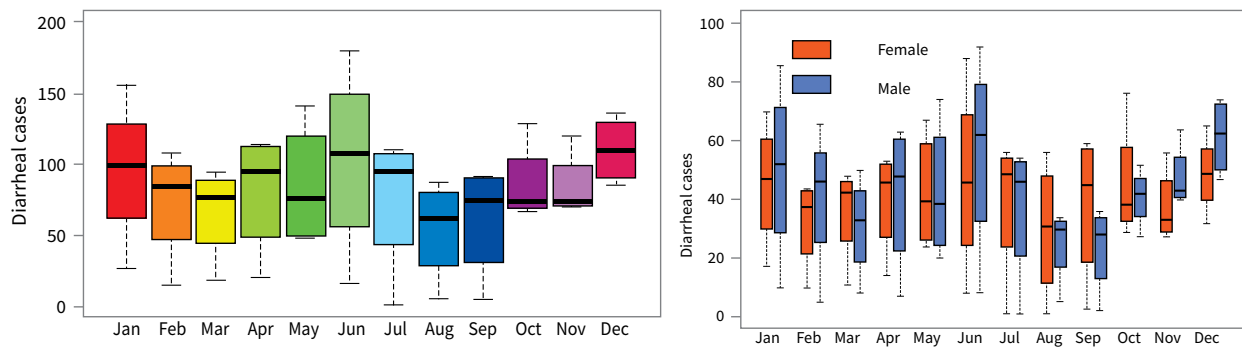 Diarrheal cases
200
150
100
50
0
Jan Feb Mar Apr May Jun Jul Aug Sep Oct Nov Dec
Diarrheal cases
100
80
60
40
20
0
Female
Male
Jan Feb Mar Apr May Jun Jul Aug Sep Oct Nov Dec